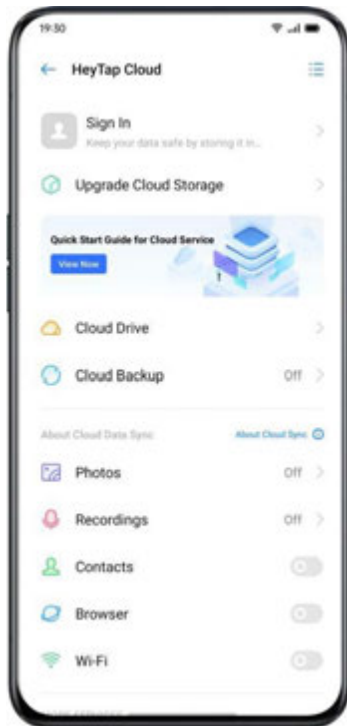 19:30
HeyTap Cloud
Sign In
Keep your data safe by storing it in...
Upgrade Cloud Storage
Quick Start Guide for Cloud Service
View Now
Cloud Drive
Cloud Backup Off
About Cloud Data Sync About Cloud Sync
Photos Off
Recordings Off
Contacts
Browser
Wi-Fi